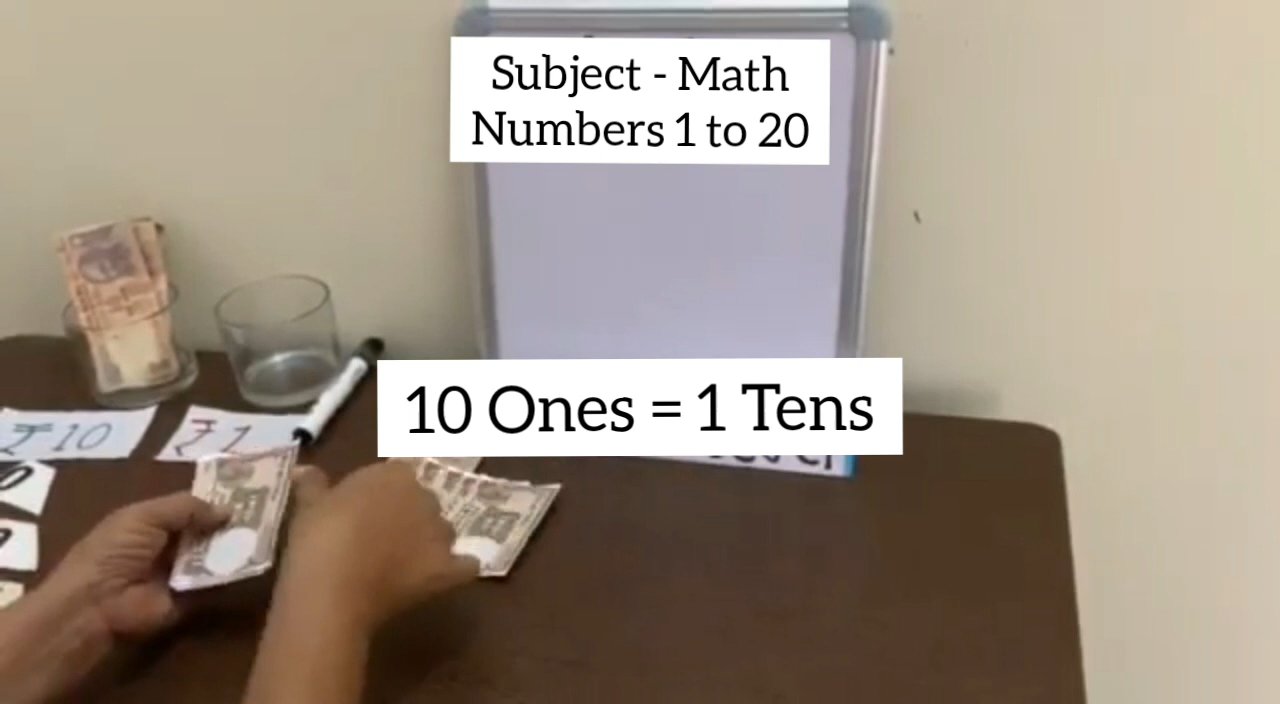 Subject - Math
Numbers 1 to 20
10 Ones = 1 Tens
₹ 10
₹ 1